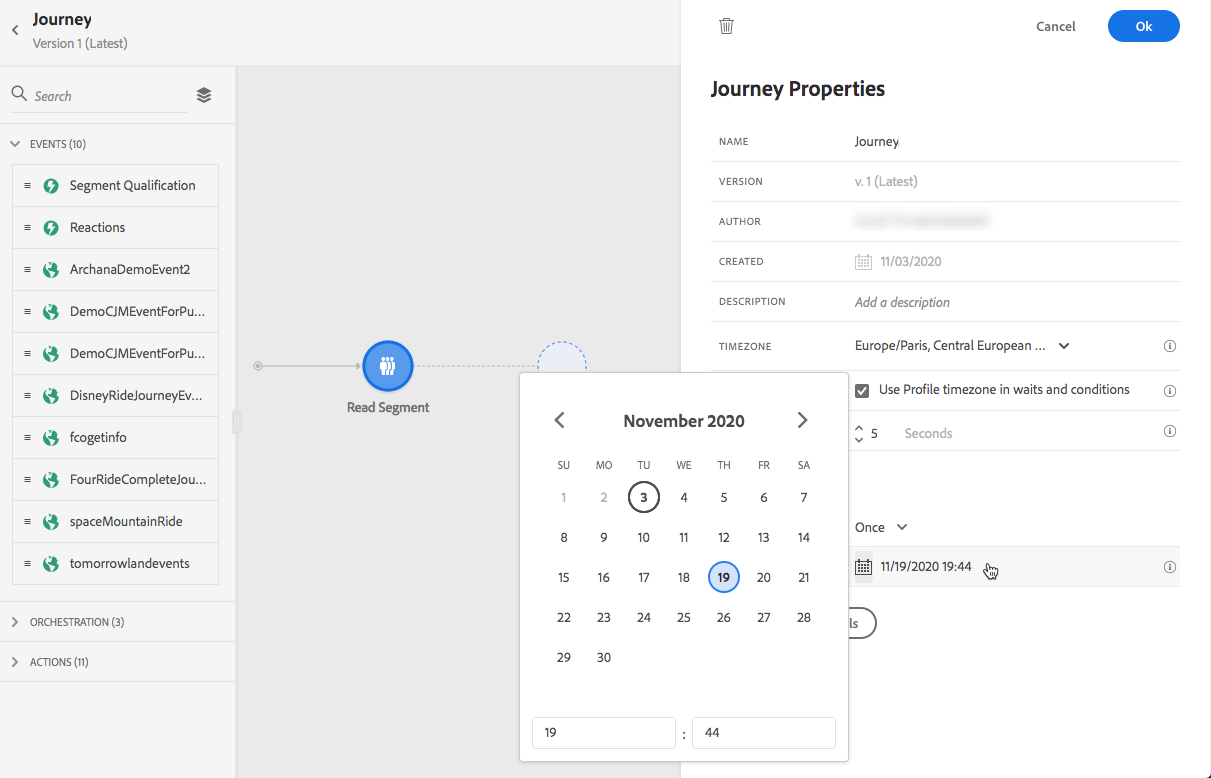 Journey
Version 1 (Latest)
Search
EVENTS (10)
Segment Qualification
Reactions
ArchanaDemoEvent2
DemoCJMEventForPu...
DemoCJMEventForPu...
DisneyRideJourneyEv...
fcogetinfo
FourRideCompleteJou...
spaceMountainRide
tomorrowlandevents
ORCHESTRATION (3)
ACTIONS (11)
Read Segment
Cancel
Ok
Journey Properties
NAME Journey
VERSION v. 1 (Latest)
AUTHOR
CREATED 11/03/2020
DESCRIPTION Add a description
TIMEZONE Europe/Paris, Central European ...
Use Profile timezone in waits and conditions
5 Seconds
Once
11/19/2020 19:44
ls
November 2020
SU MO TU WE TH FR SA
1 2 3 4 5 6 7
8 9 10 11 12 13 14
15 16 17 18 19 20 21
22 23 24 25 26 27 28
29 30
19 : 44